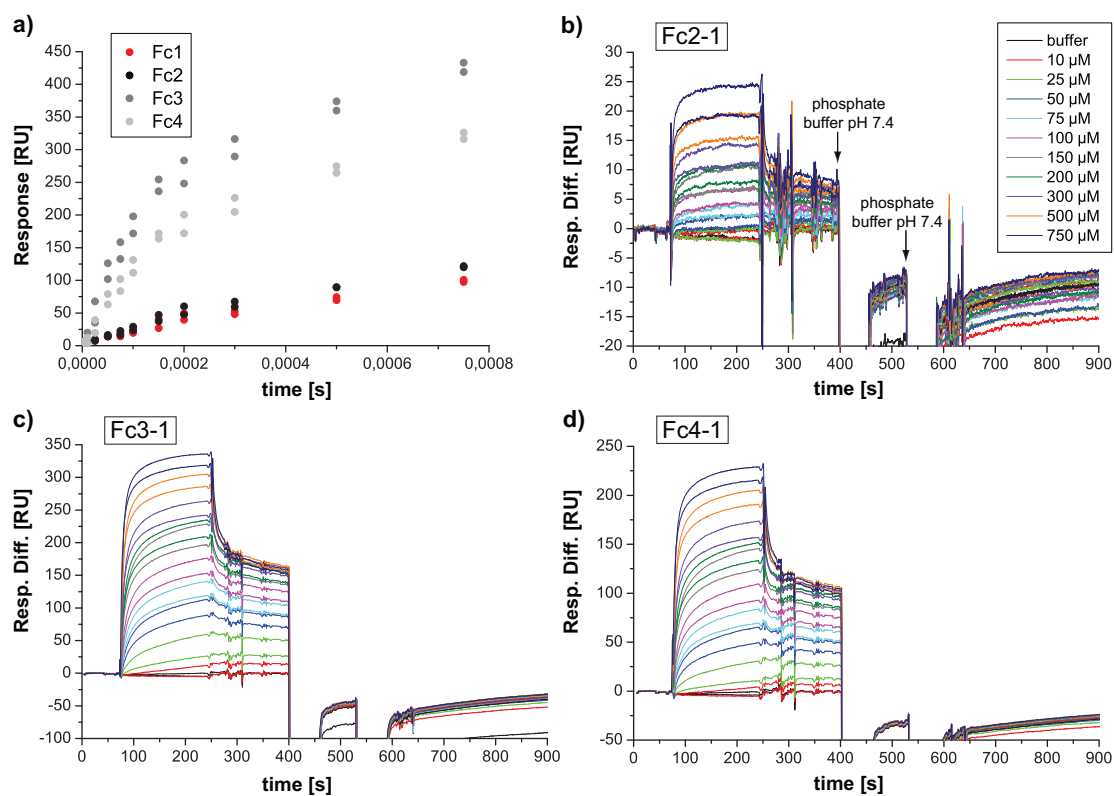 a)
Fc1
Fc2
Fc3
Fc4
Response [RU]
450
400
350
300
250
200
150
100
50
0
0,0000 0,0002 0,0004 0,0006 0,0008
time [s]
b)
Fc2-1
buffer
10 µM
25 µM
50 µM
75 µM
100 µM
150 µM
200 µM
300 µM
500 µM
750 µM
phosphate
buffer pH 7.4
phosphate
buffer pH 7.4
Resp. Diff. [RU]
30
25
20
15
10
5
0
-5
-10
-15
-20
0 100 200 300 400 500 600 700 800 900
time [s]
c)
Fc3-1
Resp. Diff. [RU]
350
300
250
200
150
100
50
0
-50
-100
0 100 200 300 400 500 600 700 800 900
time [s]
d)
Fc4-1
Resp. Diff. [RU]
250
200
150
100
50
0
-50
0 100 200 300 400 500 600 700 800 900
time [s]